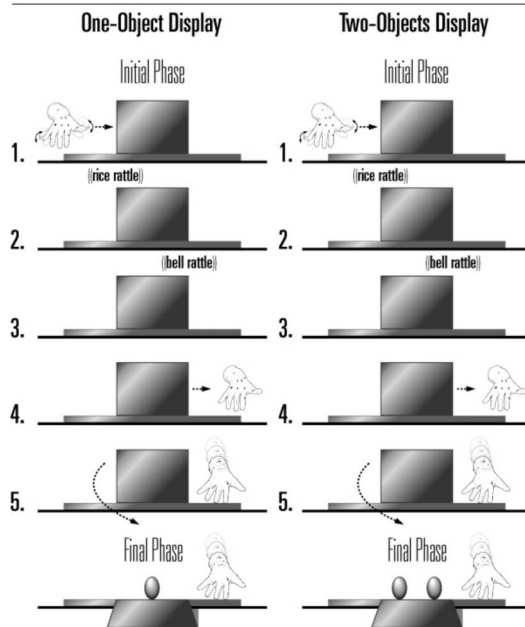 One-Object Display
Initial Phase
1.
((rice rattle))
2.
((bell rattle))
3.
4.
5.
Final Phase
Two-Objects Display
Initial Phase
1.
((rice rattle))
2.
((bell rattle))
3.
4.
5.
Final Phase